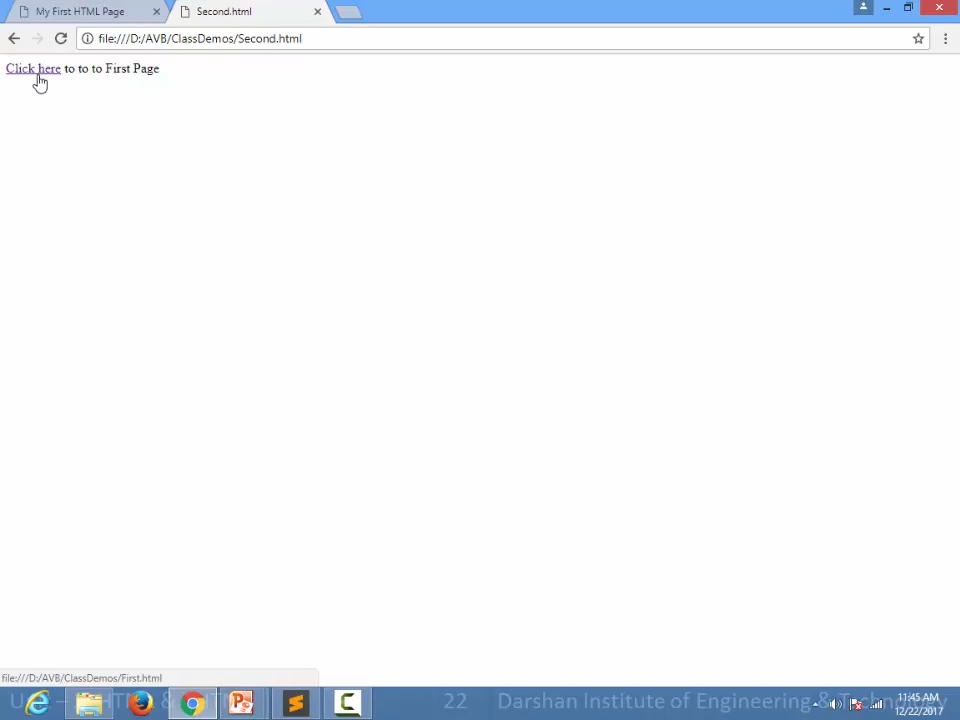 My First HTML Page
Second.html
file:///D:/AVB/ClassDemos/Second.html
Click here to to to First Page
file:///D:/AVB/ClassDemos/First.html
22
Darshan Institute of Engineering & Technology
11:45 AM
12/22/2017